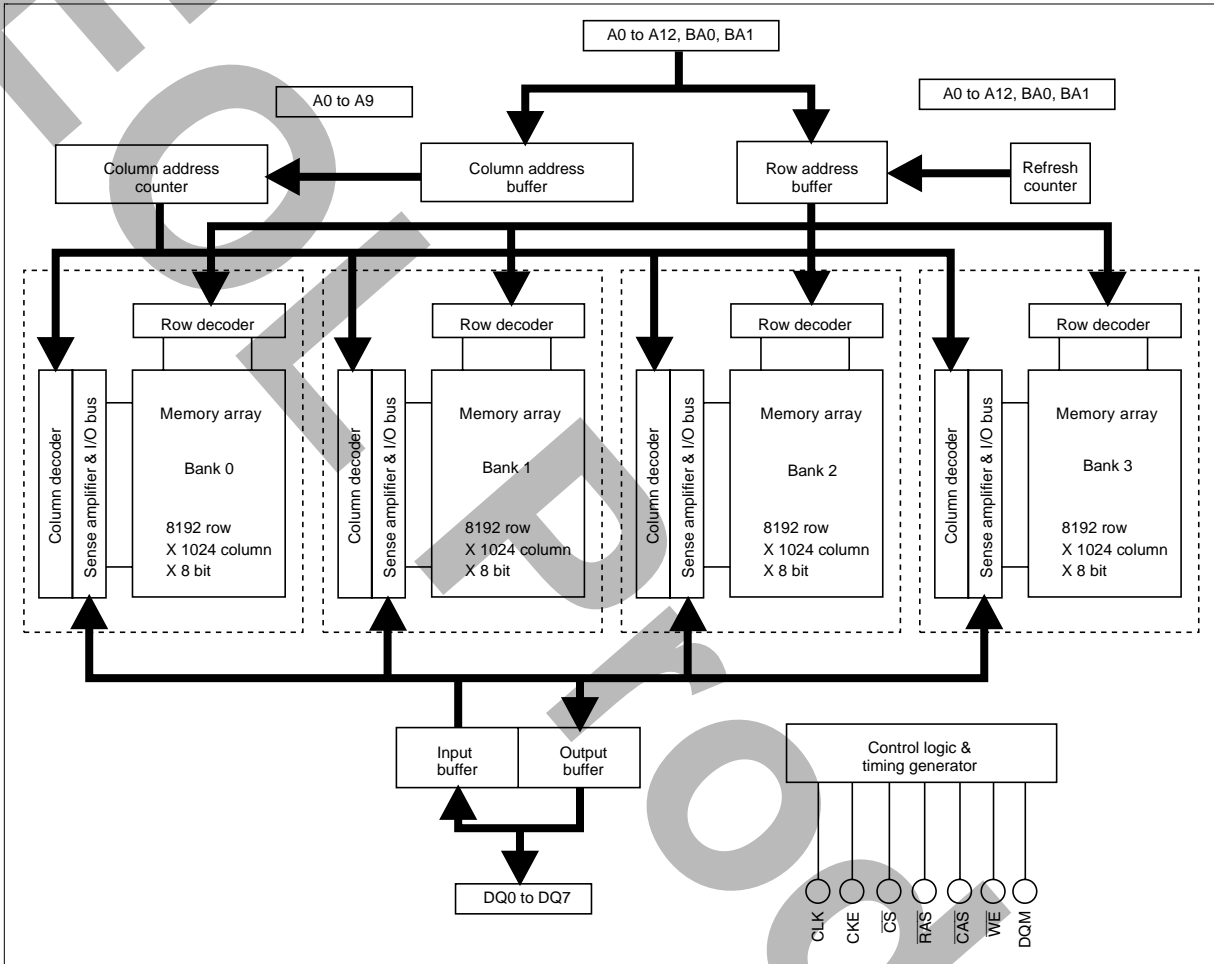 A0 to A12, BA0, BA1
A0 to A9
A0 to A12, BA0, BA1
Column address
counter
Column address
buffer
Row address
buffer
Refresh
counter
Row decoder
Row decoder
Row decoder
Row decoder
Column decoder
Sense amplifier & I/O bus
Memory array
Bank 0
8192 row
X 1024 column
X 8 bit
Column decoder
Sense amplifier & I/O bus
Memory array
Bank 1
8192 row
X 1024 column
X 8 bit
Column decoder
Sense amplifier & I/O bus
Memory array
Bank 2
8192 row
X 1024 column
X 8 bit
Column decoder
Sense amplifier & I/O bus
Memory array
Bank 3
8192 row
X 1024 column
X 8 bit
Input
buffer
Output
buffer
Control logic &
timing generator
DQ0 to DQ7
CLK
CKE
CS
RAS
CAS
WE
DQM